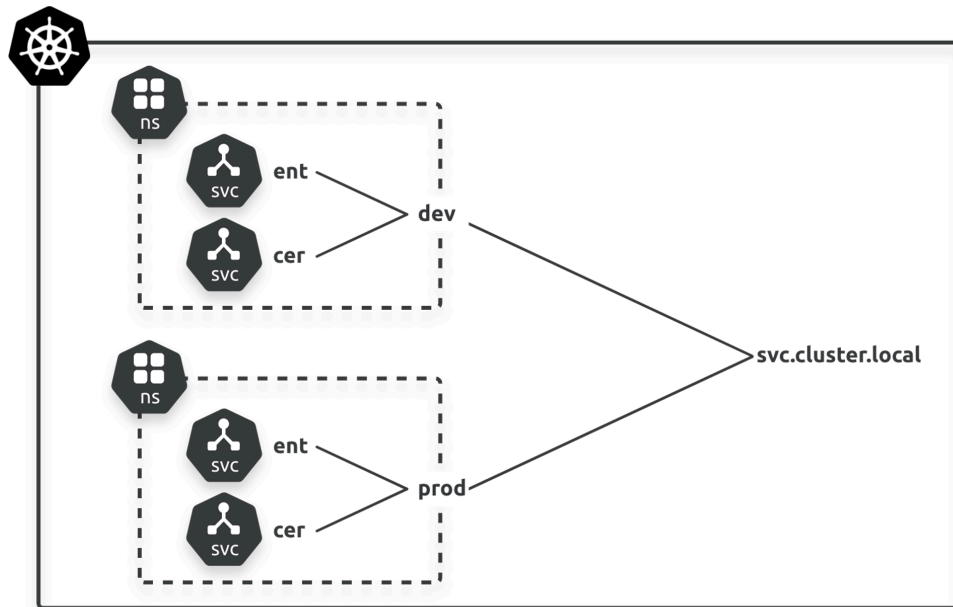 ns
svc ent
dev
svc cer
svc.cluster.local
ns
svc ent
prod
svc cer